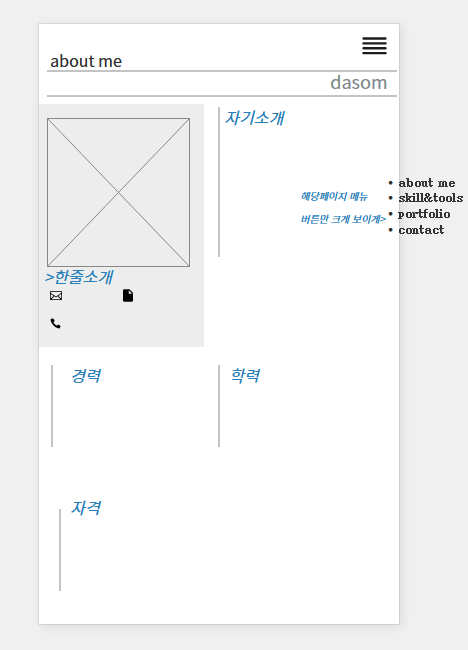 about me
dasom
자기소개
해당페이지 메뉴
버튼만 크게 보이게>
• about me
• skill&tools
• portfolio
• contact
>한줄소개
경력
학력
자격